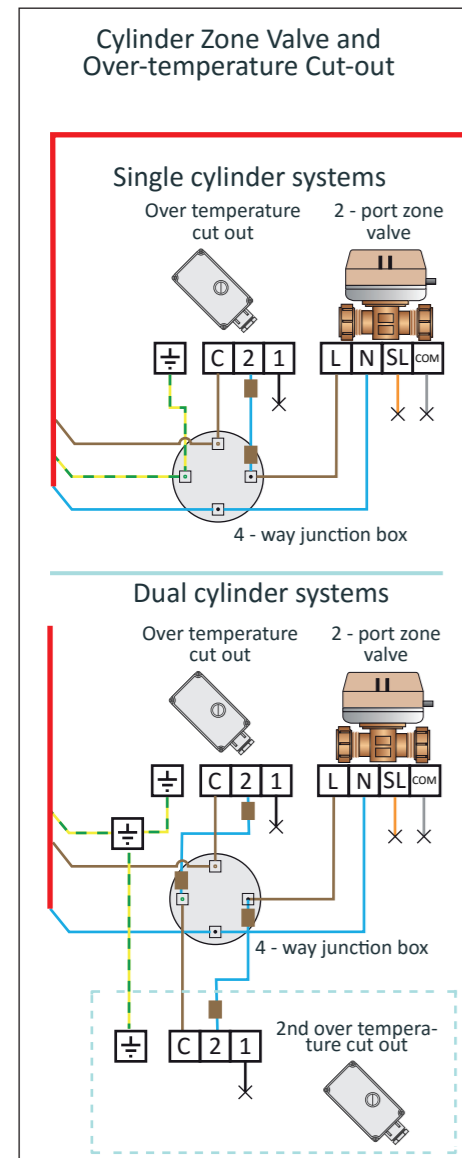 Cylinder Zone Valve and
Over-temperature Cut-out
Single cylinder systems
Over temperature
cut out
2 - port zone
valve
C 2 1
L N SL COM
4 - way junction box
Dual cylinder systems
Over temperature
cut out
2 - port zone
valve
C 2 1
L N SL COM
4 - way junction box
C 2 1
2nd over tempera-
ture cut out